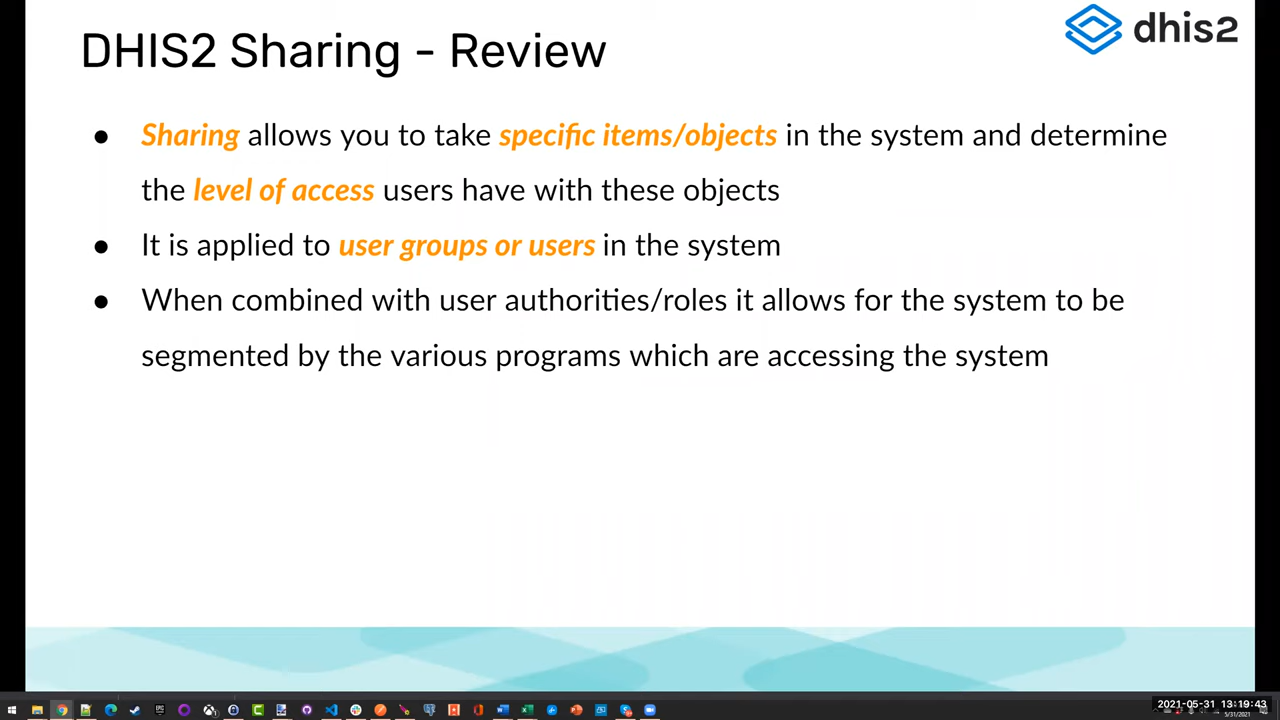 DHIS2 Sharing - Review
dhis2
● Sharing allows you to take specific items/objects in the system and determine
the level of access users have with these objects
● It is applied to user groups or users in the system
● When combined with user authorities/roles it allows for the system to be
segmented by the various programs which are accessing the system
2021-05-31 13:19:43
5/31/2021